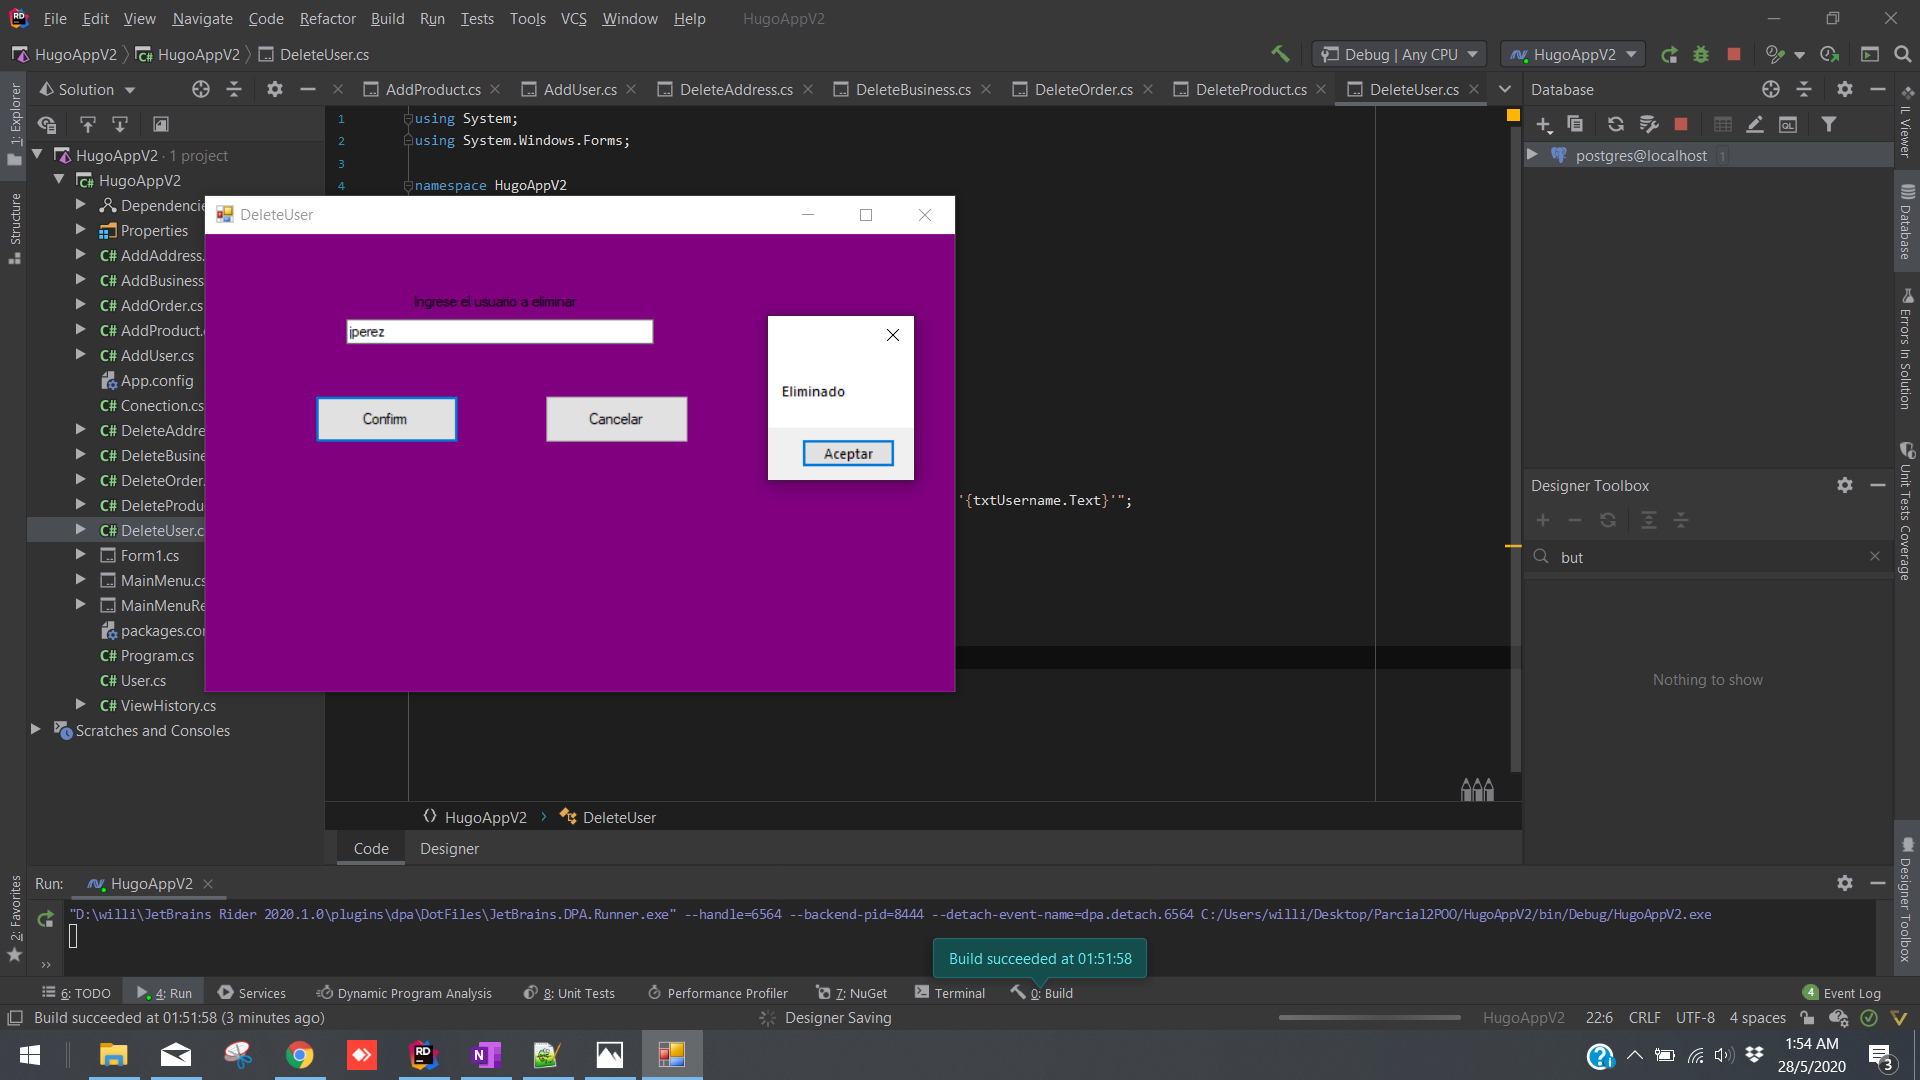 File Edit View Navigate Code Refactor Build Run Tests Tools VCS Window Help HugoAppV2
HugoAppV2 HugoAppV2 DeleteUser.cs Debug | Any CPU HugoAppV2
Solution AddProduct.cs AddUser.cs DeleteAddress.cs DeleteBusiness.cs DeleteOrder.cs DeleteProduct.cs DeleteUser.cs Database
1: Explorer
Structure
2: Favorites
HugoAppV2 · 1 project
HugoAppV2
Dependencie
Properties
AddAddress.
AddBusiness
AddOrder.cs
AddProduct.
AddUser.cs
App.config
Conection.cs
DeleteAddre
DeleteBusine
DeleteOrder.
DeleteProdu
DeleteUser.c
Form1.cs
MainMenu.cs
MainMenuRe
packages.cor
Program.cs
User.cs
ViewHistory.cs
Scratches and Consoles
1 using System;
2 using System.Windows.Forms;
3
4 namespace HugoAppV2
'{txtUsername.Text}'";
DeleteUser
Ingrese el usuario a eliminar
jperez
Confirm Cancelar
Eliminado
Aceptar
postgres@localhost 1
Designer Toolbox
but
Nothing to show
IL Viewer
Database
Errors In Solution
Unit Tests Coverage
Designer Toolbox
HugoAppV2 DeleteUser
Code Designer
Run: HugoAppV2
"D:\willi\JetBrains Rider 2020.1.0\plugins\dpa\DotFiles\JetBrains.DPA.Runner.exe" --handle=6564 --backend-pid=8444 --detach-event-name=dpa.detach.6564 C:/Users/willi/Desktop/Parcial2POO/HugoAppV2/bin/Debug/HugoAppV2.exe
Build succeeded at 01:51:58
6: TODO 4: Run Services Dynamic Program Analysis 8: Unit Tests Performance Profiler 7: NuGet Terminal 0: Build 4 Event Log
Build succeeded at 01:51:58 (3 minutes ago) Designer Saving HugoAppV2 22:6 CRLF UTF-8 4 spaces
1:54 AM
28/5/2020
3